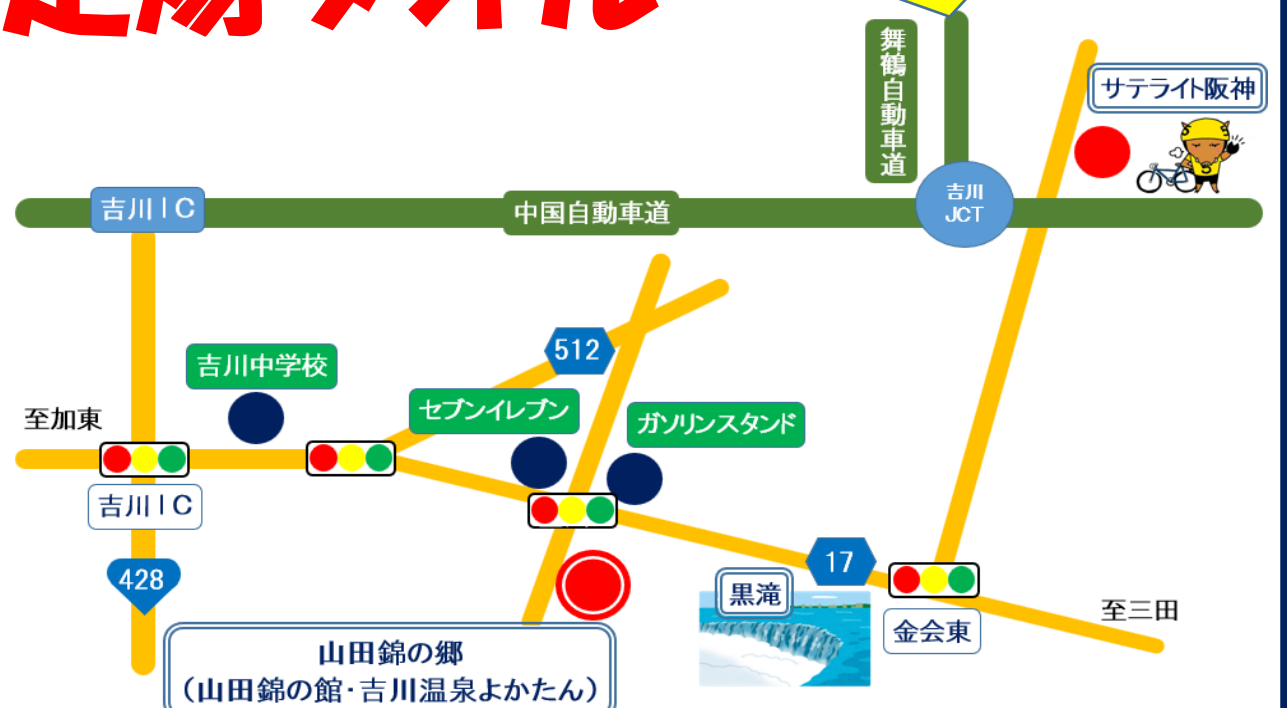 舞鶴自動車道
サテライト阪神
吉川IC
中国自動車道
吉川
JCT
512
吉川中学校
セブンイレブン
ガソリンスタンド
至加東
吉川IC
428
17
黒滝
金会東
至三田
山田錦の郷
（山田錦の館・吉川温泉よかたん）